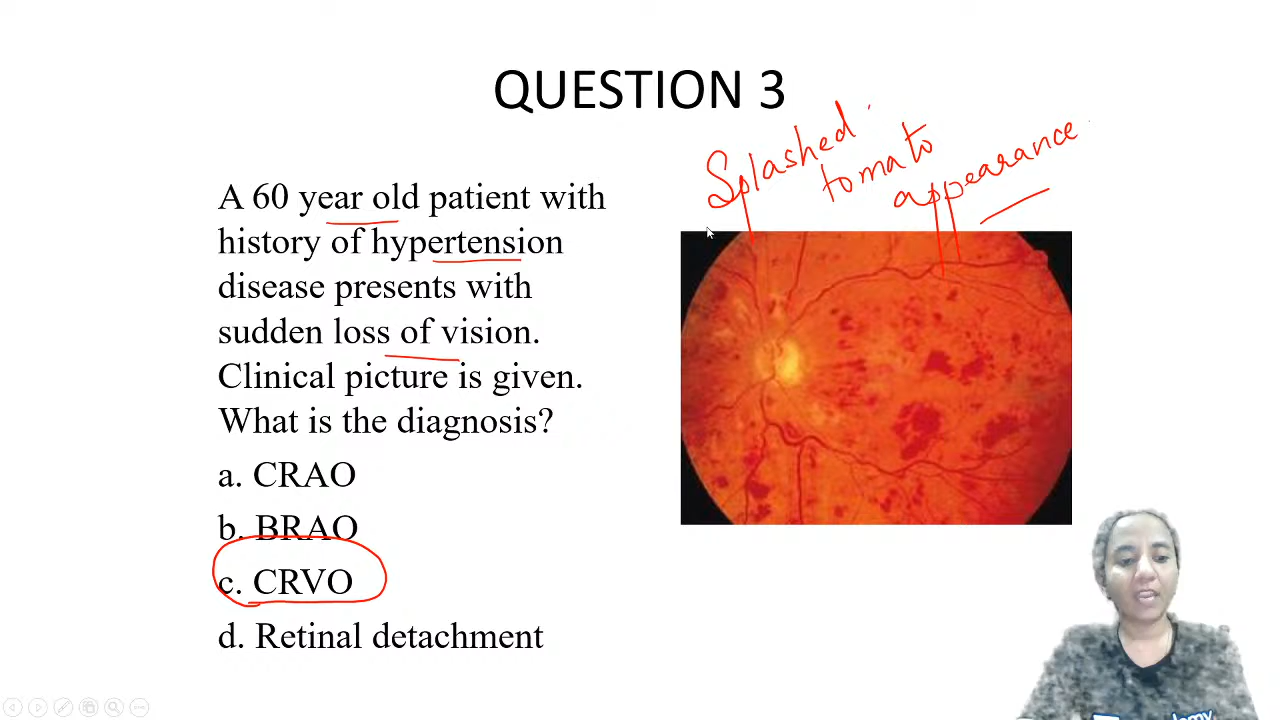 QUESTION 3
Splashed
tomato
appearance
A 60 year old patient with
history of hypertension
disease presents with
sudden loss of vision.
Clinical picture is given.
What is the diagnosis?
a. CRAO
b. BRAO
c. CRVO
d. Retinal detachment